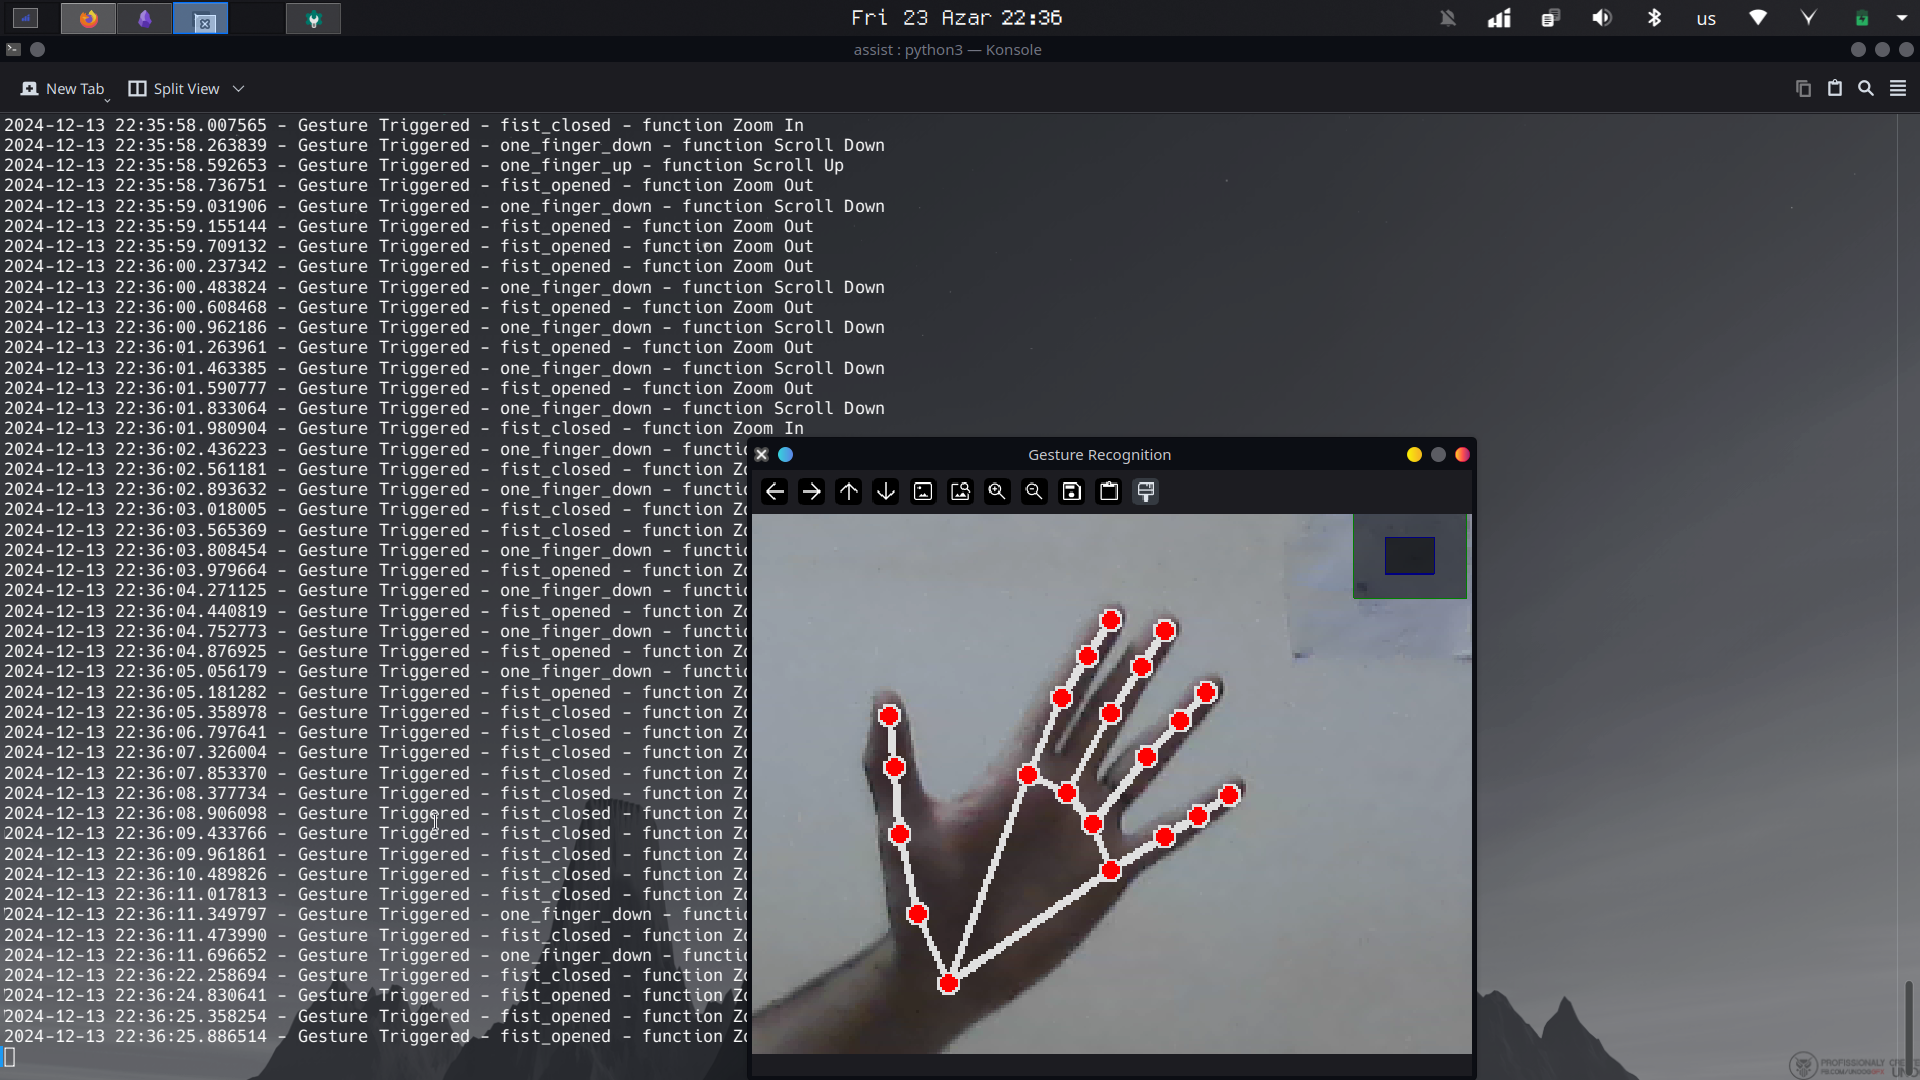 Fri 23 Azar 22:36
us
assist : python3 — Konsole
New Tab
Split View
2024-12-13 22:35:58.007565 - Gesture Triggered - fist_closed - function Zoom In
2024-12-13 22:35:58.263839 - Gesture Triggered - one_finger_down - function Scroll Down
2024-12-13 22:35:58.592653 - Gesture Triggered - one_finger_up - function Scroll Up
2024-12-13 22:35:58.736751 - Gesture Triggered - fist_opened - function Zoom Out
2024-12-13 22:35:59.031906 - Gesture Triggered - one_finger_down - function Scroll Down
2024-12-13 22:35:59.155144 - Gesture Triggered - fist_opened - function Zoom Out
2024-12-13 22:35:59.709132 - Gesture Triggered - fist_opened - function Zoom Out
2024-12-13 22:36:00.237342 - Gesture Triggered - fist_opened - function Zoom Out
2024-12-13 22:36:00.483824 - Gesture Triggered - one_finger_down - function Scroll Down
2024-12-13 22:36:00.608468 - Gesture Triggered - fist_opened - function Zoom Out
2024-12-13 22:36:00.962186 - Gesture Triggered - one_finger_down - function Scroll Down
2024-12-13 22:36:01.263961 - Gesture Triggered - fist_opened - function Zoom Out
2024-12-13 22:36:01.463385 - Gesture Triggered - one_finger_down - function Scroll Down
2024-12-13 22:36:01.590777 - Gesture Triggered - fist_opened - function Zoom Out
2024-12-13 22:36:01.833064 - Gesture Triggered - one_finger_down - function Scroll Down
2024-12-13 22:36:01.980904 - Gesture Triggered - fist_closed - function Zoom In
2024-12-13 22:36:02.436223 - Gesture Triggered - one_finger_down - functi
2024-12-13 22:36:02.561181 - Gesture Triggered - fist_closed - function Z
2024-12-13 22:36:02.893632 - Gesture Triggered - one_finger_down - functi
2024-12-13 22:36:03.018005 - Gesture Triggered - fist_closed - function Z
2024-12-13 22:36:03.565369 - Gesture Triggered - fist_closed - function Z
2024-12-13 22:36:03.808454 - Gesture Triggered - one_finger_down - functi
2024-12-13 22:36:03.979664 - Gesture Triggered - fist_opened - function Z
2024-12-13 22:36:04.271125 - Gesture Triggered - one_finger_down - functi
2024-12-13 22:36:04.440819 - Gesture Triggered - fist_opened - function Z
2024-12-13 22:36:04.752773 - Gesture Triggered - one_finger_down - functi
2024-12-13 22:36:04.876925 - Gesture Triggered - fist_opened - function Z
2024-12-13 22:36:05.056179 - Gesture Triggered - one_finger_down - functi
2024-12-13 22:36:05.181282 - Gesture Triggered - fist_opened - function Z
2024-12-13 22:36:05.358978 - Gesture Triggered - fist_closed - function Z
2024-12-13 22:36:06.797641 - Gesture Triggered - fist_closed - function Z
2024-12-13 22:36:07.326004 - Gesture Triggered - fist_closed - function Z
2024-12-13 22:36:07.853370 - Gesture Triggered - fist_closed - function Z
2024-12-13 22:36:08.377734 - Gesture Triggered - fist_closed - function Z
2024-12-13 22:36:08.906098 - Gesture Triggered - fist_closed - function Z
2024-12-13 22:36:09.433766 - Gesture Triggered - fist_closed - function Z
2024-12-13 22:36:09.961861 - Gesture Triggered - fist_closed - function Z
2024-12-13 22:36:10.489826 - Gesture Triggered - fist_closed - function Z
2024-12-13 22:36:11.017813 - Gesture Triggered - fist_closed - function Z
2024-12-13 22:36:11.349797 - Gesture Triggered - one_finger_down - functi
2024-12-13 22:36:11.473990 - Gesture Triggered - fist_closed - function Z
2024-12-13 22:36:11.696652 - Gesture Triggered - one_finger_down - functi
2024-12-13 22:36:22.258694 - Gesture Triggered - fist_closed - function Z
2024-12-13 22:36:24.830641 - Gesture Triggered - fist_opened - function Z
2024-12-13 22:36:25.358254 - Gesture Triggered - fist_opened - function Z
2024-12-13 22:36:25.886514 - Gesture Triggered - fist_opened - function Z
Gesture Recognition
PROFISSIONALY